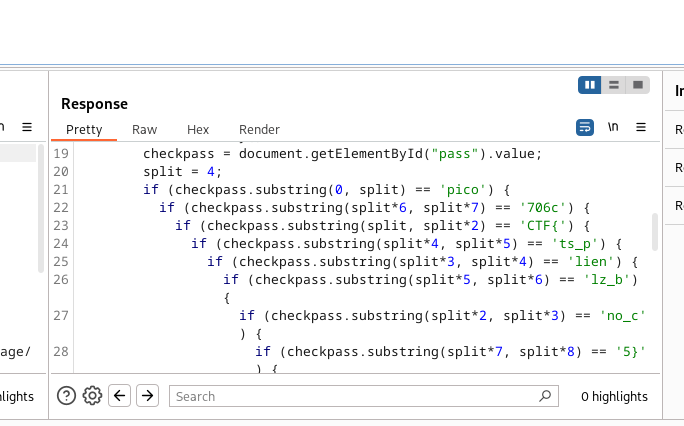 Response
In
n
Pretty
Raw
Hex
Render
\n
19 checkpass = document.getElementById("pass").value;
20 split = 4;
21 if (checkpass.substring(0, split) == 'pico') {
22 if (checkpass.substring(split*6, split*7) == '706c') {
23 if (checkpass.substring(split, split*2) == 'CTF{') {
24 if (checkpass.substring(split*4, split*5) == 'ts_p') {
25 if (checkpass.substring(split*3, split*4) == 'lien') {
26 if (checkpass.substring(split*5, split*6) == 'lz_b')
{
27 if (checkpass.substring(split*2, split*3) == 'no_c'
) {
age/
28 if (checkpass.substring(split*7, split*8) == '5}'
) {
hlights
Search
0 highlights